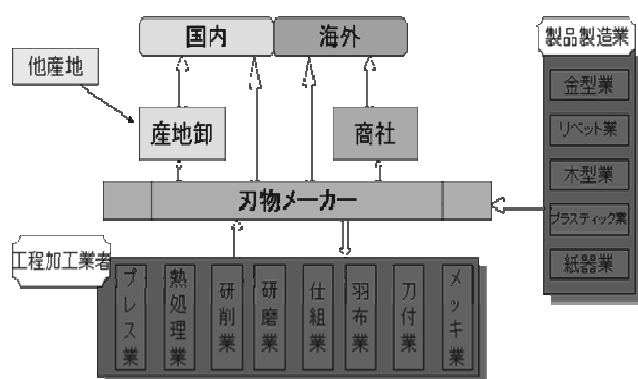 国内
海外
製品製造業
他産地
金型業
産地卸
商社
リベット業
木型業
刃物メーカー
プラスティック業
工程加工業者
紙器業
プレス業
熱処理業
研削業
研磨業
仕組業
羽布業
刀付業
メッキ業